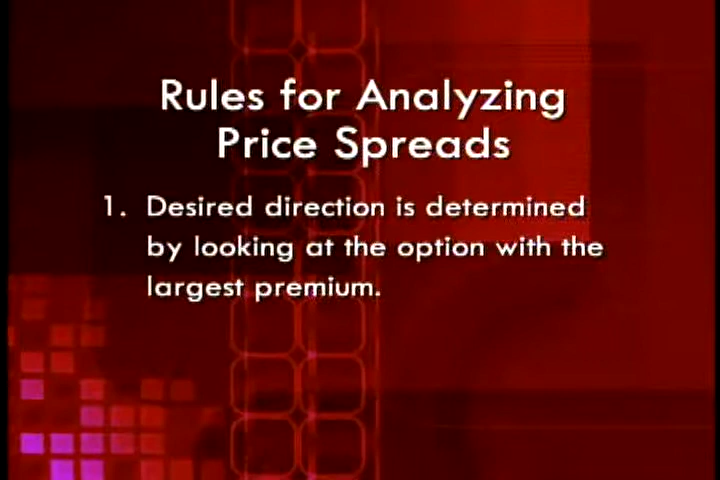 Rules for Analyzing
Price Spreads
1. Desired direction is determined
by looking at the option with the
largest premium.